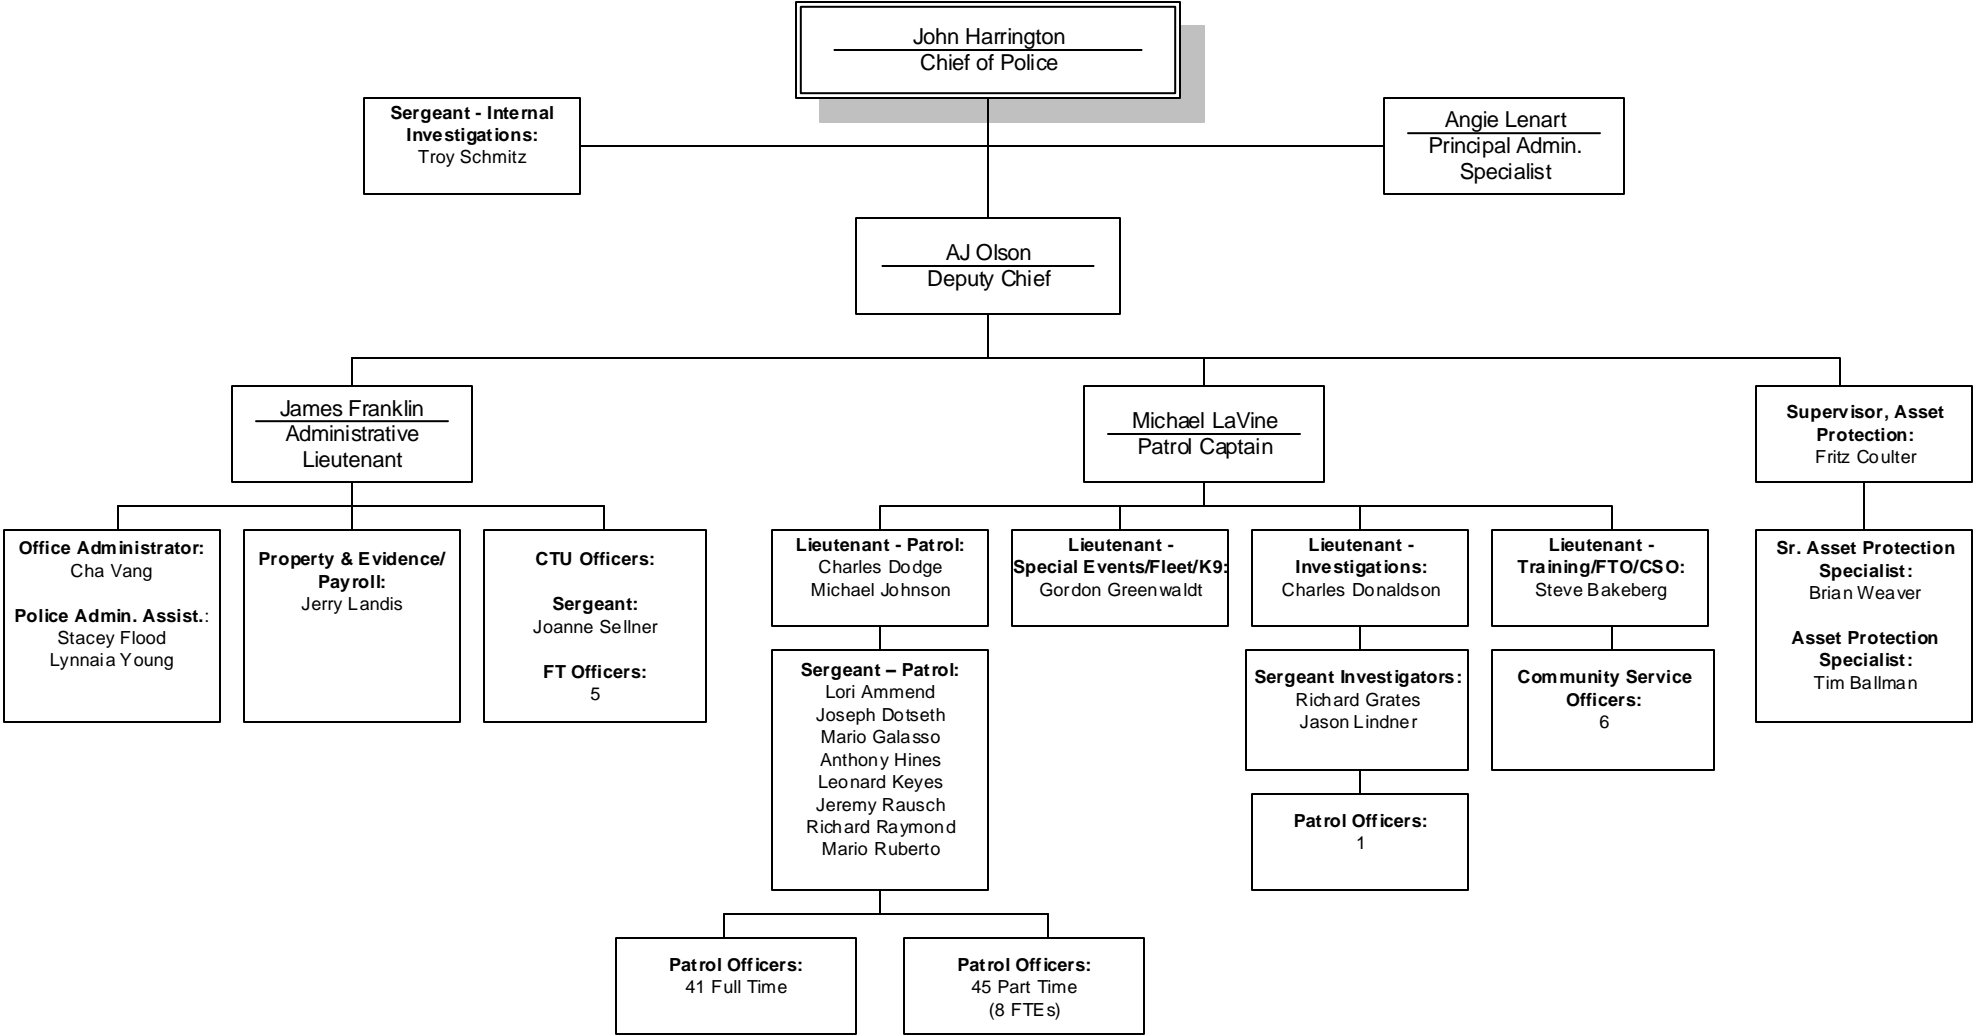 John Harrington
Chief of Police
Sergeant - Internal
Investigations:
Troy Schmitz
Angie Lenart
Principal Admin.
Specialist
AJ Olson
Deputy Chief
James Franklin
Administrative
Lieutenant
Michael LaVine
Patrol Captain
Supervisor, Asset
Protection:
Fritz Coulter
Office Administrator:
Cha Vang
Police Admin. Assist.:
Stacey Flood
Lynnaia Young
Property & Evidence/
Payroll:
Jerry Landis
CTU Officers:
Sergeant:
Joanne Sellner
FT Officers:
5
Lieutenant - Patrol:
Charles Dodge
Michael Johnson
Lieutenant -
Special Events/Fleet/K9:
Gordon Greenwaldt
Lieutenant -
Investigations:
Charles Donaldson
Lieutenant -
Training/FTO/CSO:
Steve Bakeberg
Sr. Asset Protection
Specialist:
Brian Weaver
Asset Protection
Specialist:
Tim Ballman
Sergeant – Patrol:
Lori Ammend
Joseph Dotseth
Mario Galasso
Anthony Hines
Leonard Keyes
Jeremy Rausch
Richard Raymond
Mario Ruberto
Sergeant Investigators:
Richard Grates
Jason Lindner
Community Service
Officers:
6
Patrol Officers:
1
Patrol Officers:
41 Full Time
Patrol Officers:
45 Part Time
(8 FTEs)